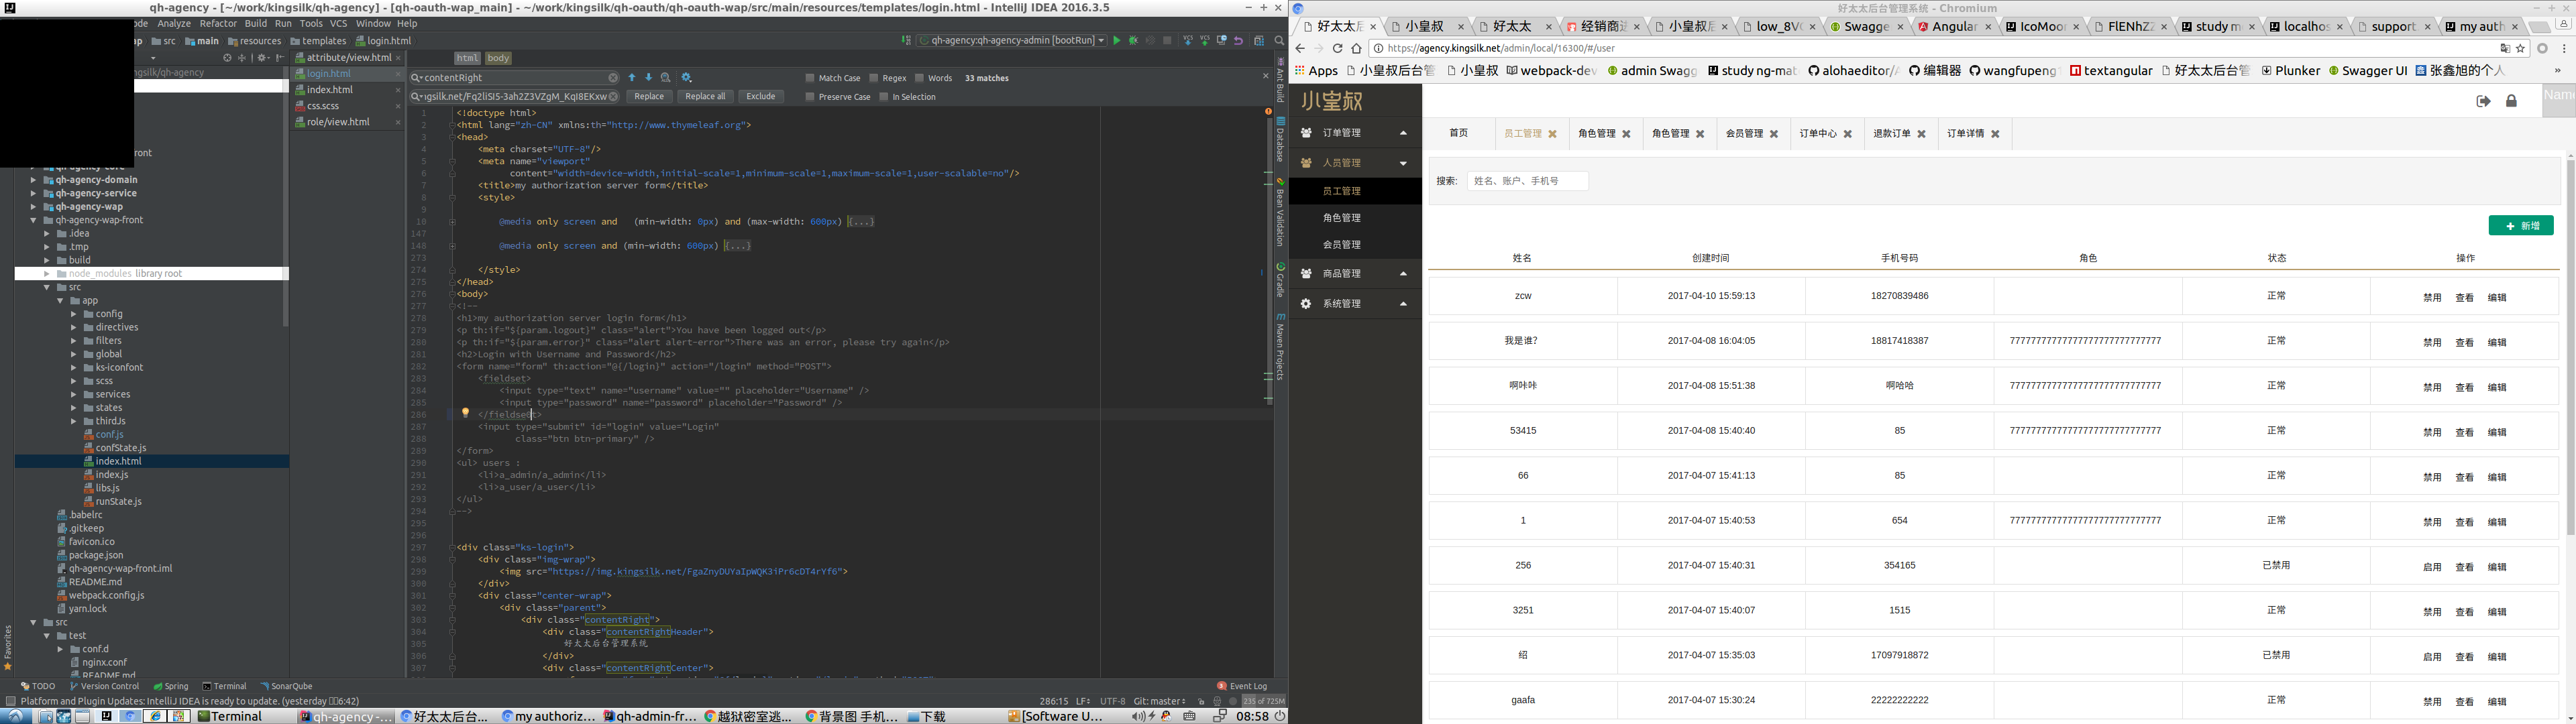 qh-agency - [~/work/kingsilk/qh-agency] - [qh-oauth-wap_main] - ~/work/kingsilk/qh-oauth/qh-oauth-wap/src/main/resources/templates/login.html - IntelliJ IDEA 2016.3.5
Analyze Refactor Build Run Tools VCS Window Help
src main resources templates login.html
qh-agency:qh-agency-admin [bootRun]
qh-agency-domain
qh-agency-service
qh-agency-wap
qh-agency-wap-front
.idea
.tmp
build
node_modules library root
src
app
config
directives
filters
global
ks-iconfont
scss
services
states
thirdJs
conf.js
confState.js
index.html
index.js
libs.js
runState.js
.babelrc
.gitkeep
favicon.ico
package.json
qh-agency-wap-front.iml
README.md
webpack.config.js
yarn.lock
src
test
conf.d
nginx.conf
README.md
attribute/view.html
login.html
index.html
css.scss
role/view.html
html body
contentRight
Match Case Regex Words 33 matches
Replace Replace all Exclude Preserve Case In Selection
1 <!doctype html>
2 <html lang="zh-CN" xmlns:th="http://www.thymeleaf.org">
3 <head>
4 <meta charset="UTF-8"/>
5 <meta name="viewport"
6 content="width=device-width,initial-scale=1,minimum-scale=1,maximum-scale=1,user-scalable=no"/>
7 <title>my authorization server form</title>
8 <style>
9
10 @media only screen and (min-width: 0px) and (max-width: 600px) {...}
147
148 @media only screen and (min-width: 600px) {...}
273
274 </style>
275 </head>
276 <body>
277 <!--
278 <h1>my authorization server login form</h1>
279 <p th:if="${param.logout}" class="alert">You have been logged out</p>
280 <p th:if="${param.error}" class="alert alert-error">There was an error, please try again</p>
281 <h2>Login with Username and Password</h2>
282 <form name="form" th:action="@{/login}" action="/login" method="POST">
283 <fieldset>
284 <input type="text" name="username" value="" placeholder="Username" />
285 <input type="password" name="password" placeholder="Password" />
286 </fieldset>
287 <input type="submit" id="login" value="Login"
288 class="btn btn-primary" />
289 </form>
290 <ul> users :
291 <li>a_admin/a_admin</li>
292 <li>a_user/a_user</li>
293 </ul>
294 -->
295
296
297 <div class="ks-login">
298 <div class="img-wrap">
299 <img src="https://img.kingsilk.net/FgaZnyDUYaIpWQK3iPr6cDT4rYf6">
300 </div>
301 <div class="center-wrap">
302 <div class="parent">
303 <div class="contentRight">
304 <div class="contentRightHeader">
305 好太太后台管理系统
306 </div>
307 <div class="contentRightCenter">
Ant Build
Database
Bean Validation
Gradle
Maven Projects
Favorites
TODO Version Control Spring Terminal SonarQube Event Log
Platform and Plugin Updates: IntelliJ IDEA is ready to update. (yesterday 6:42)
286:15 LF UTF-8 Git: master 235 of 725M
Terminal qh-agency -... 好太太后台... my authoriz... qh-admin-fr... 越狱密室逃... 背景图 手机... 下载 [Software U... 08:58
好太太后台管理系统 - Chromium
好太太后 小皇叔 好太太 经销商进 小皇叔后 low_8V Swagge Angular IcoMoon FlENhZZ study m localhos support. my auth
https://agency.kingsilk.net/admin/local/16300/#/user
Apps 小皇叔后台管 小皇叔 webpack-dev admin Swagg study ng-mat alohaeditor/A 编辑器 wangfupeng1 textangular 好太太后台管 Plunker Swagger UI 张鑫旭的个人
小皇叔
Name
订单管理
人员管理
员工管理
角色管理
会员管理
商品管理
系统管理
首页 员工管理 角色管理 角色管理 会员管理 订单中心 退款订单 订单详情
搜索: 姓名、账户、手机号
新增
姓名 创建时间 手机号码 角色 状态 操作
zcw 2017-04-10 15:59:13 18270839486 正常 禁用 查看 编辑
我是谁? 2017-04-08 16:04:05 18817418387 77777777777777777777777777777 正常 禁用 查看 编辑
啊咔咔 2017-04-08 15:51:38 啊哈哈 77777777777777777777777777777 正常 禁用 查看 编辑
53415 2017-04-08 15:40:40 85 77777777777777777777777777777 正常 禁用 查看 编辑
66 2017-04-07 15:41:13 85 正常 禁用 查看 编辑
1 2017-04-07 15:40:53 654 77777777777777777777777777777 正常 禁用 查看 编辑
256 2017-04-07 15:40:31 354165 已禁用 启用 查看 编辑
3251 2017-04-07 15:40:07 1515 正常 禁用 查看 编辑
绍 2017-04-07 15:35:03 17097918872 已禁用 启用 查看 编辑
gaafa 2017-04-07 15:30:24 22222222222 正常 禁用 查看 编辑